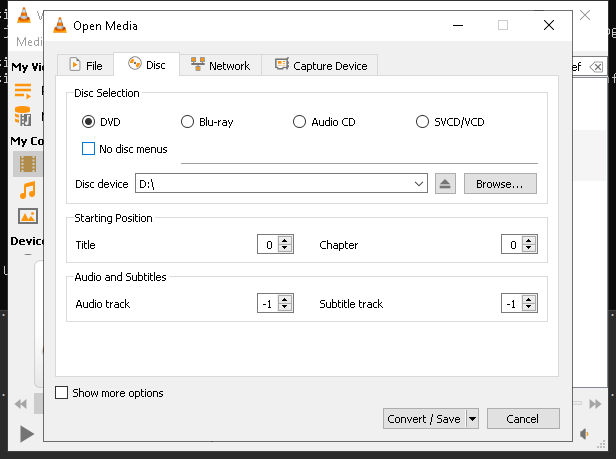 Open Media
Medi
File
Disc
Network
Capture Device
ef
My Vi
My Co
Device
Disc Selection
DVD
Blu-ray
Audio CD
SVCD/VCD
No disc menus
Disc device
D:\
Browse...
Starting Position
Title
0
Chapter
0
Audio and Subtitles
Audio track
-1
Subtitle track
-1
Show more options
Convert / Save
Cancel